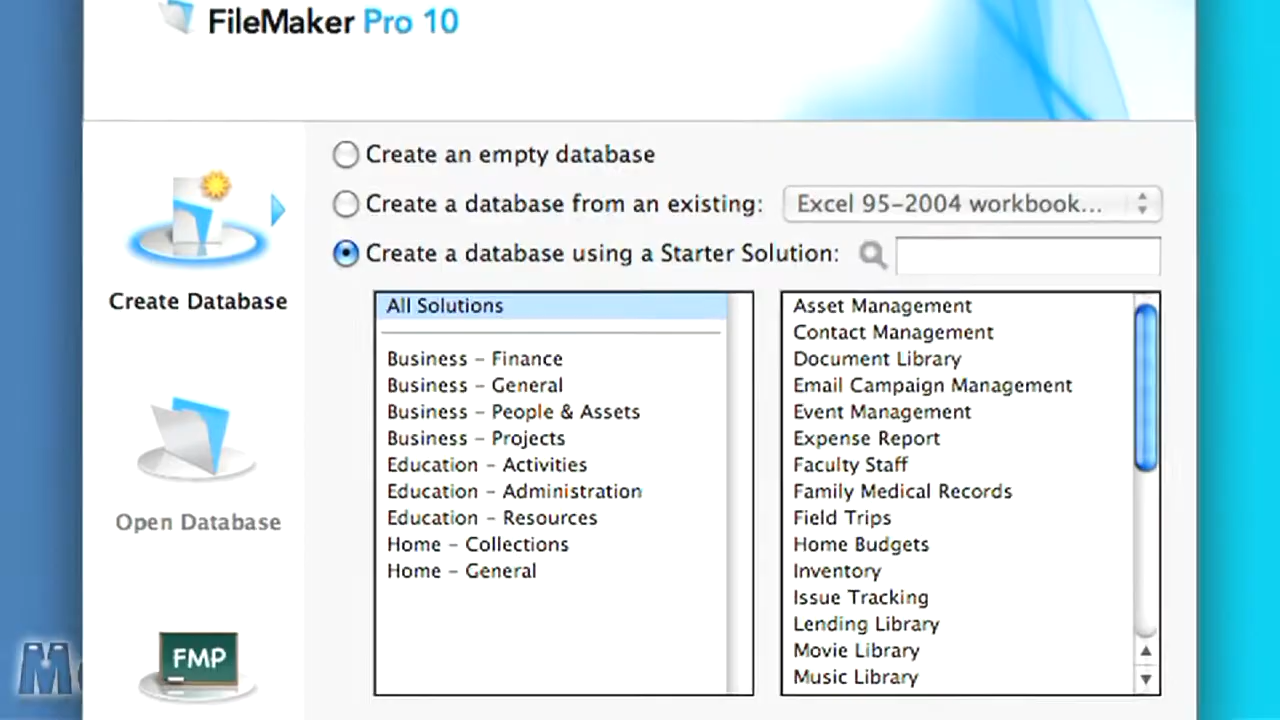 FileMaker Pro 10
Create an empty database
Create a database from an existing: Excel 95-2004 workbook...
Create a database using a Starter Solution:
Create Database
Open Database
FMP
All Solutions
Business - Finance
Business - General
Business - People & Assets
Business - Projects
Education - Activities
Education - Administration
Education - Resources
Home - Collections
Home - General
Asset Management
Contact Management
Document Library
Email Campaign Management
Event Management
Expense Report
Faculty Staff
Family Medical Records
Field Trips
Home Budgets
Inventory
Issue Tracking
Lending Library
Movie Library
Music Library